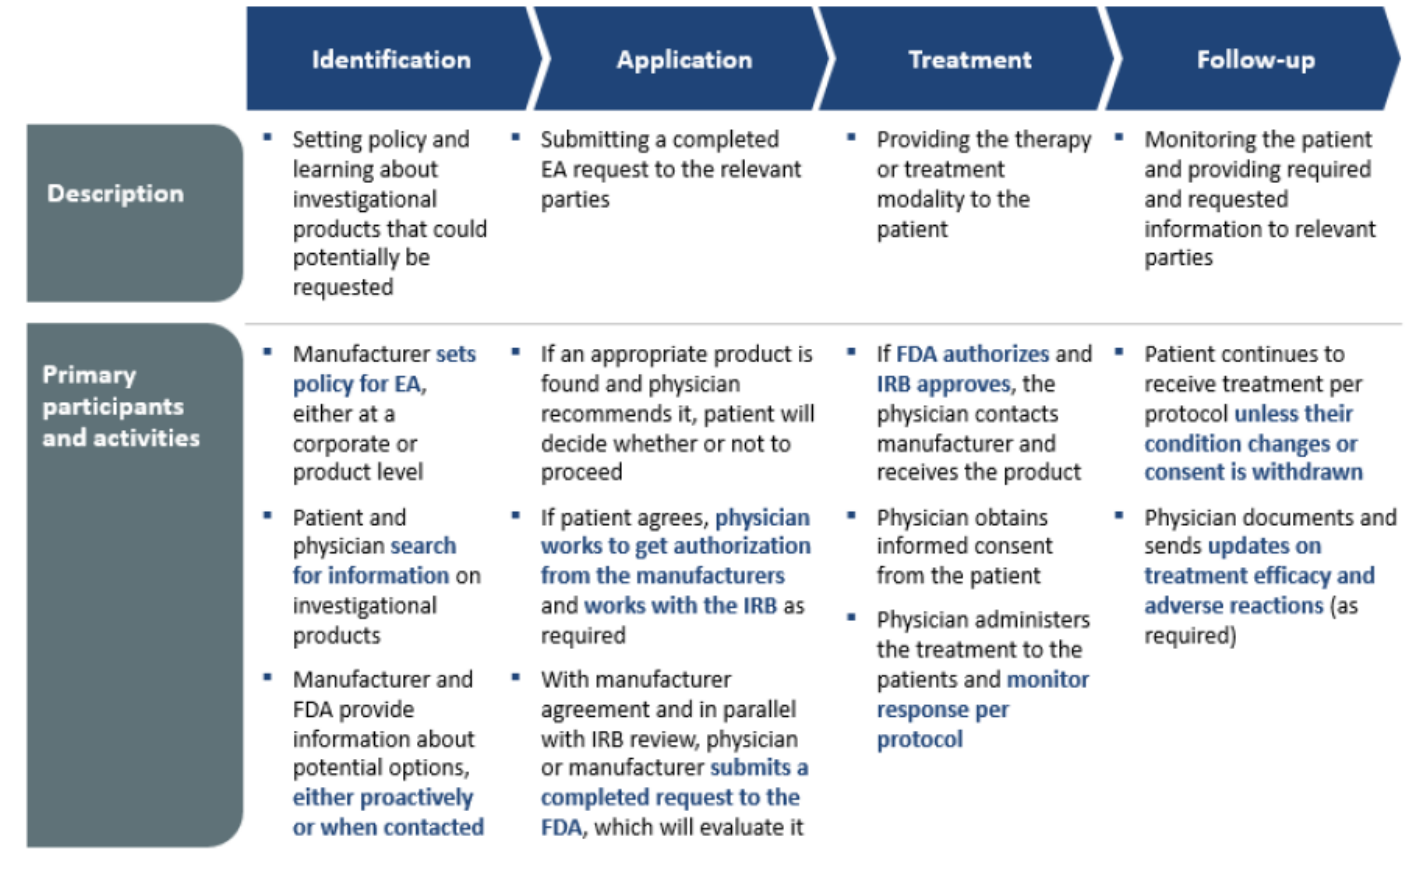 Identification
Application
Treatment
Follow-up
Description
▪ Setting policy and
learning about
investigational
products that could
potentially be
requested
▪ Submitting a completed
EA request to the relevant
parties
▪ Providing the therapy
or treatment
modality to the
patient
▪ Monitoring the patient
and providing required
and requested
information to relevant
parties
Primary
participants
and activities
▪ Manufacturer sets
policy for EA,
either at a
corporate or
product level
▪ Patient and
physician search
for information on
investigational
products
▪ Manufacturer and
FDA provide
information about
potential options,
either proactively
or when contacted
▪ If an appropriate product is
found and physician
recommends it, patient will
decide whether or not to
proceed
▪ If patient agrees, physician
works to get authorization
from the manufacturers
and works with the IRB as
required
▪ With manufacturer
agreement and in parallel
with IRB review, physician
or manufacturer submits a
completed request to the
FDA, which will evaluate it
▪ If FDA authorizes and
IRB approves, the
physician contacts
manufacturer and
receives the product
▪ Physician obtains
informed consent
from the patient
▪ Physician administers
the treatment to the
patients and monitor
response per
protocol
▪ Patient continues to
receive treatment per
protocol unless their
condition changes or
consent is withdrawn
▪ Physician documents and
sends updates on
treatment efficacy and
adverse reactions (as
required)